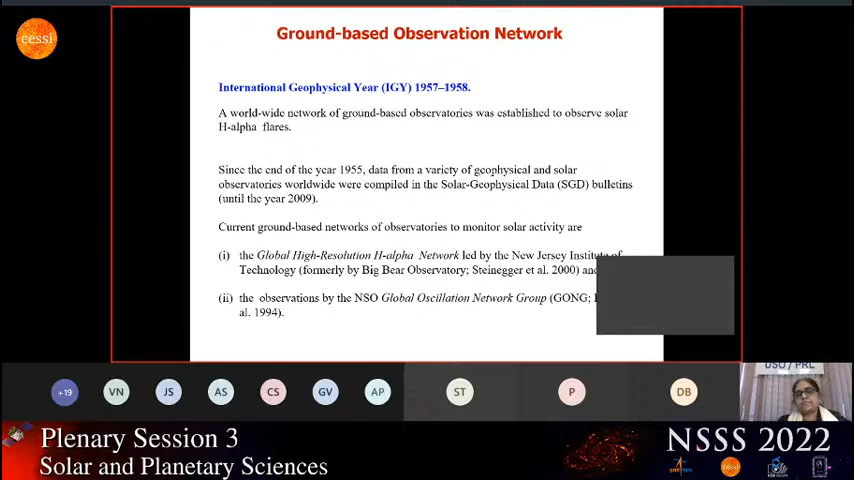 cessi
Ground-based Observation Network
International Geophysical Year (IGY) 1957–1958.
A world-wide network of ground-based observatories was established to observe solar
H-alpha flares.
Since the end of the year 1955, data from a variety of geophysical and solar
observatories worldwide were compiled in the Solar-Geophysical Data (SGD) bulletins
(until the year 2009).
Current ground-based networks of observatories to monitor solar activity are
(i) the Global High-Resolution H-alpha Network led by the New Jersey Institute of
Technology (formerly by Big Bear Observatory; Steinegger et al. 2000) and
(ii) the observations by the NSO Global Oscillation Network Group (GONG;
al. 1994).
+19 VN JS AS CS GV AP ST P DB
USO / PRL
Plenary Session 3
Solar and Planetary Sciences
NSSS 2022
cessi